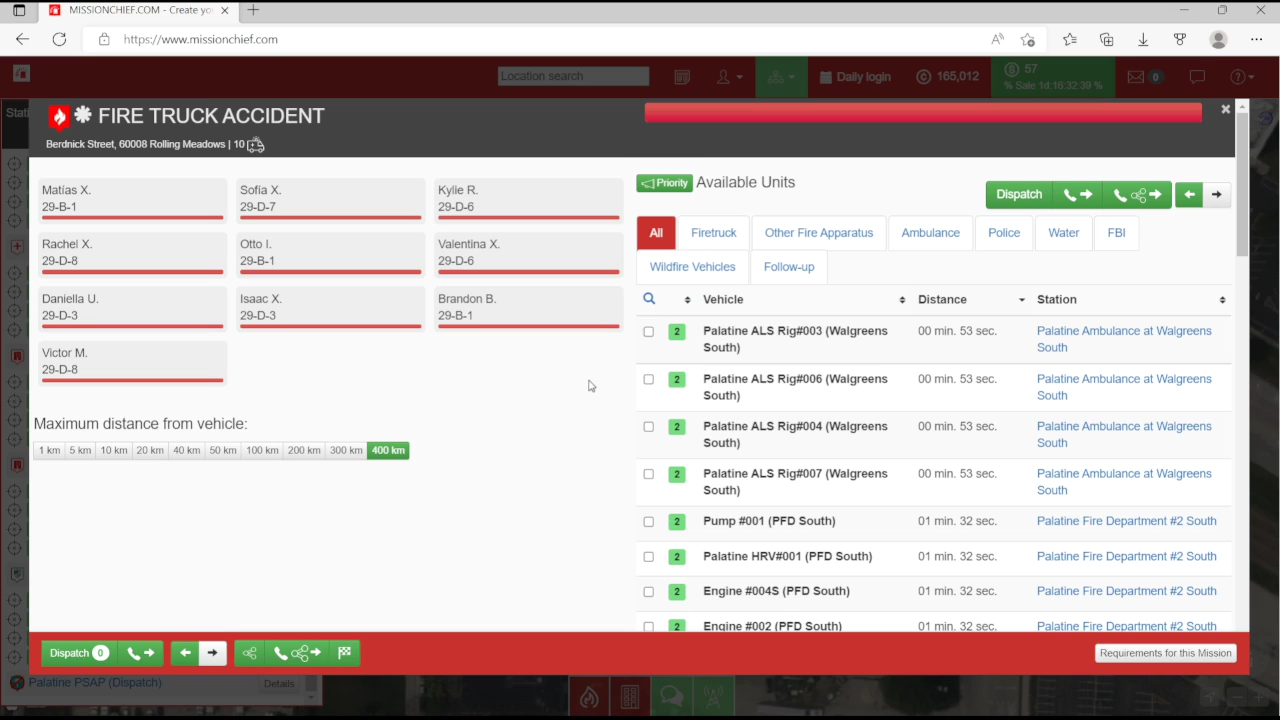 MISSIONCHIEF.COM - Create yo
https://www.missionchief.com
Location search
Daily login
165,012
57
% Sale 1d:16:32:39 %
0
Stati
FIRE TRUCK ACCIDENT
Berdnick Street, 60008 Rolling Meadows | 10
Matías X.
29-B-1
Sofía X.
29-D-7
Kylie R.
29-D-6
Rachel X.
29-D-8
Otto I.
29-B-1
Valentina X.
29-D-6
Daniella U.
29-D-3
Isaac X.
29-D-3
Brandon B.
29-B-1
Victor M.
29-D-8
Maximum distance from vehicle:
1 km 5 km 10 km 20 km 40 km 50 km 100 km 200 km 300 km 400 km
Priority Available Units
Dispatch
All Firetruck Other Fire Apparatus Ambulance Police Water FBI
Wildfire Vehicles Follow-up
Vehicle Distance Station
2 Palatine ALS Rig#003 (Walgreens South) 00 min. 53 sec. Palatine Ambulance at Walgreens South
2 Palatine ALS Rig#006 (Walgreens South) 00 min. 53 sec. Palatine Ambulance at Walgreens South
2 Palatine ALS Rig#004 (Walgreens South) 00 min. 53 sec. Palatine Ambulance at Walgreens South
2 Palatine ALS Rig#007 (Walgreens South) 00 min. 53 sec. Palatine Ambulance at Walgreens South
2 Pump #001 (PFD South) 01 min. 32 sec. Palatine Fire Department #2 South
2 Palatine HRV#001 (PFD South) 01 min. 32 sec. Palatine Fire Department #2 South
2 Engine #004S (PFD South) 01 min. 32 sec. Palatine Fire Department #2 South
2 Engine #002 (PFD South) 01 min. 32 sec. Palatine Fire Department #2 South
Dispatch 0
Requirements for this Mission
Palatine PSAP (Dispatch)
Details